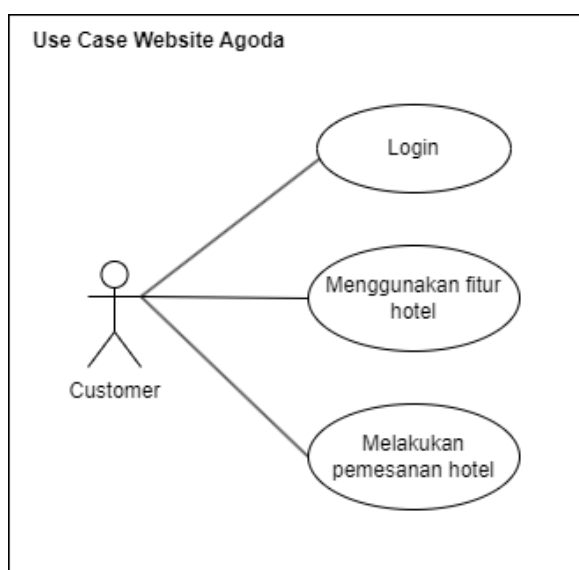 Use Case Website Agoda
Login
Menggunakan fitur
hotel
Customer
Melakukan
pemesanan hotel